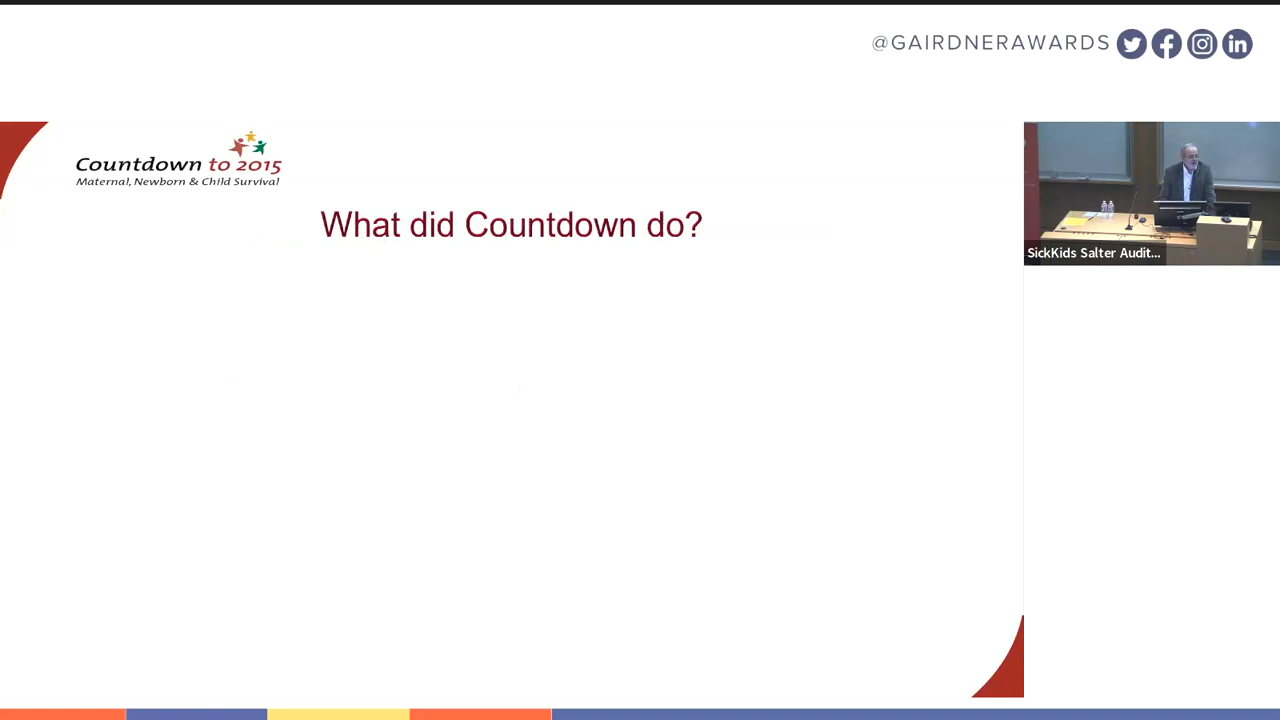 @GAIRDNERAWARDS
Countdown to 2015
Maternal, Newborn & Child Survival
What did Countdown do?
SickKids Salter Audit...